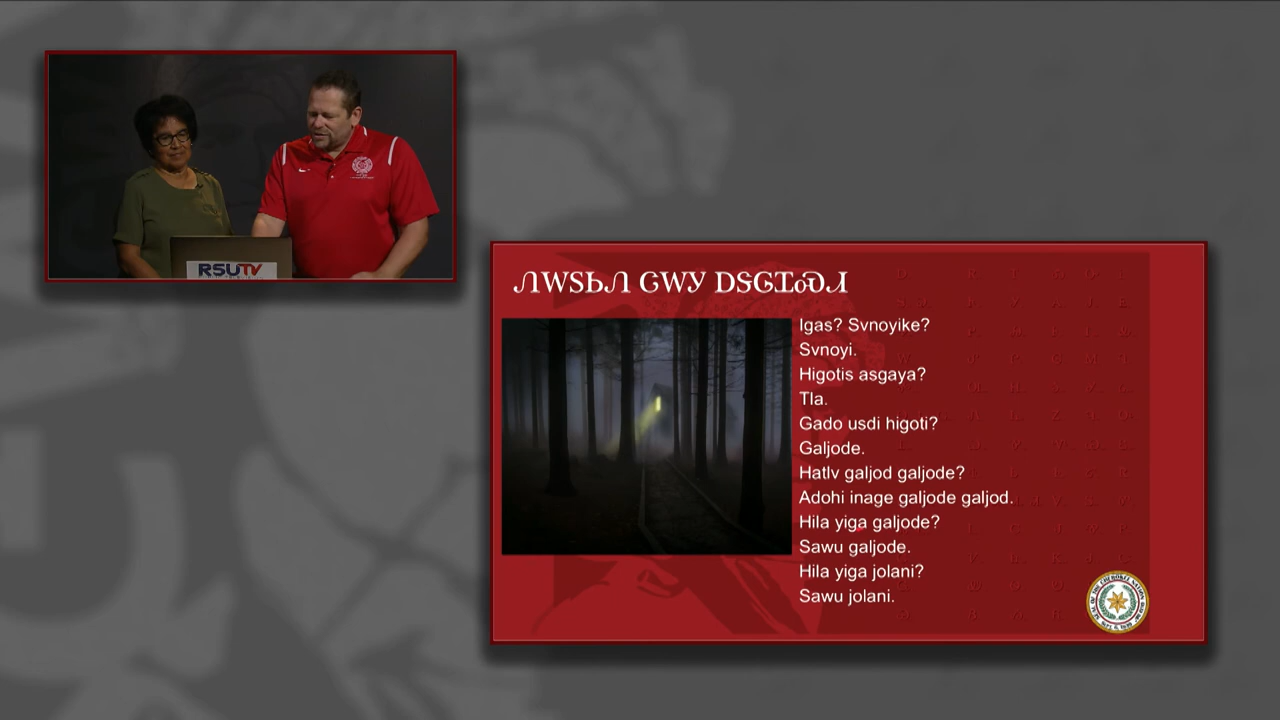 RSUTV
ᏁᎳᏚᏏᏁ ᏣᎳᎩ ᎠᏕᎶᏆᏍᏗ
Igas? Svnoyike?
Svnoyi.
Higotis asgaya?
Tla.
Gado usdi higoti?
Galjode.
Hatlv galjod galjode?
Adohi inage galjode galjod.
Hila yiga galjode?
Sawu galjode.
Hila yiga jolani?
Sawu jolani.